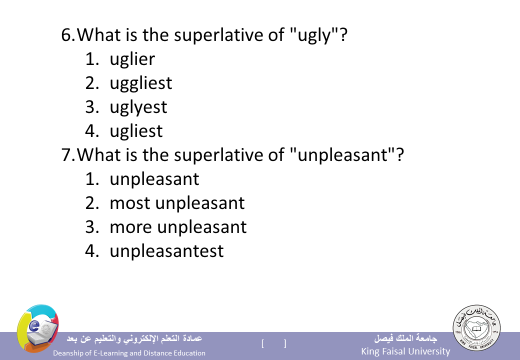 6.What is the superlative of "ugly"?
1. uglier
2. uggliest
3. uglyest
4. ugliest
7.What is the superlative of "unpleasant"?
1. unpleasant
2. most unpleasant
3. more unpleasant
4. unpleasantest
عمادة التعلم الإلكتروني والتعليم عن بعد
Deanship of E-Learning and Distance Education
[ ]
جامعة الملك فيصل
King Faisal University